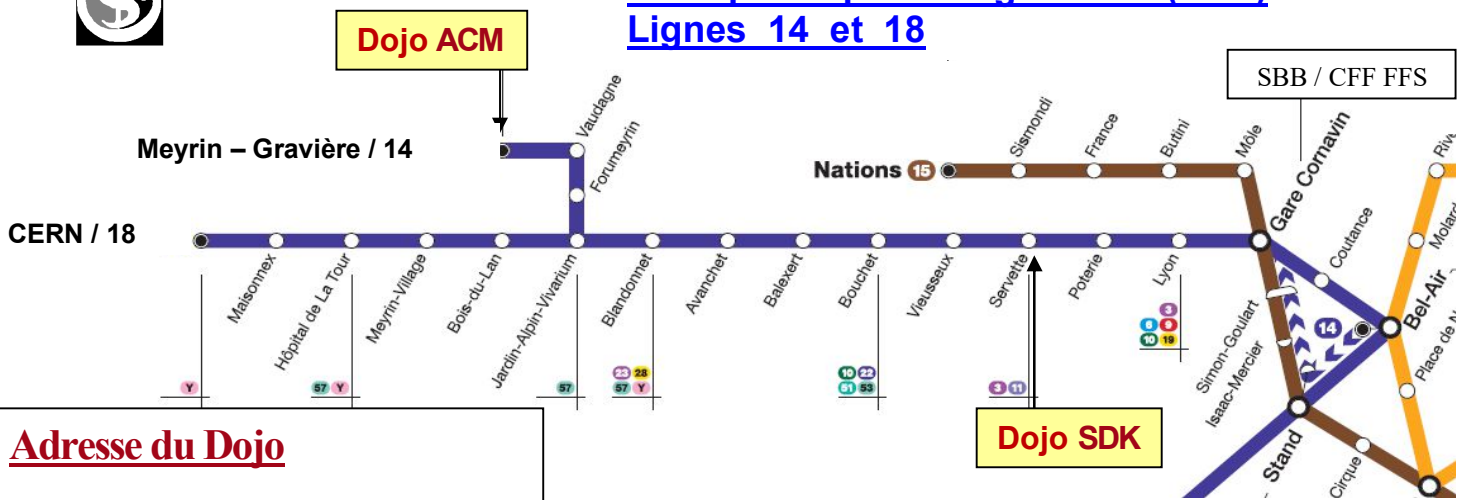 Lignes 14 et 18
Dojo ACM
SBB / CFF FFS
Meyrin – Gravière / 14
Vaudagne
Forumeyrin
Nations 15
Sismondi
France
Butini
Môle
Gare Cornavin
CERN / 18
Maisonnex
Hôpital de La Tour
Meyrin-Village
Bois-du-Lan
Jardin-Alpin-Vivarium
Blandonnet
Avanchet
Balexert
Bouchet
Vieusseux
Servette
Poterie
Lyon
Coutance
Bel-Air
Molard
Place de
14
Simon-Goulart
Isaac-Mercier
Stand
Cirque
3
9
10 19
Y
57 Y
57
23 28
57 Y
10 22
51 53
3 11
Dojo SDK
Adresse du Dojo